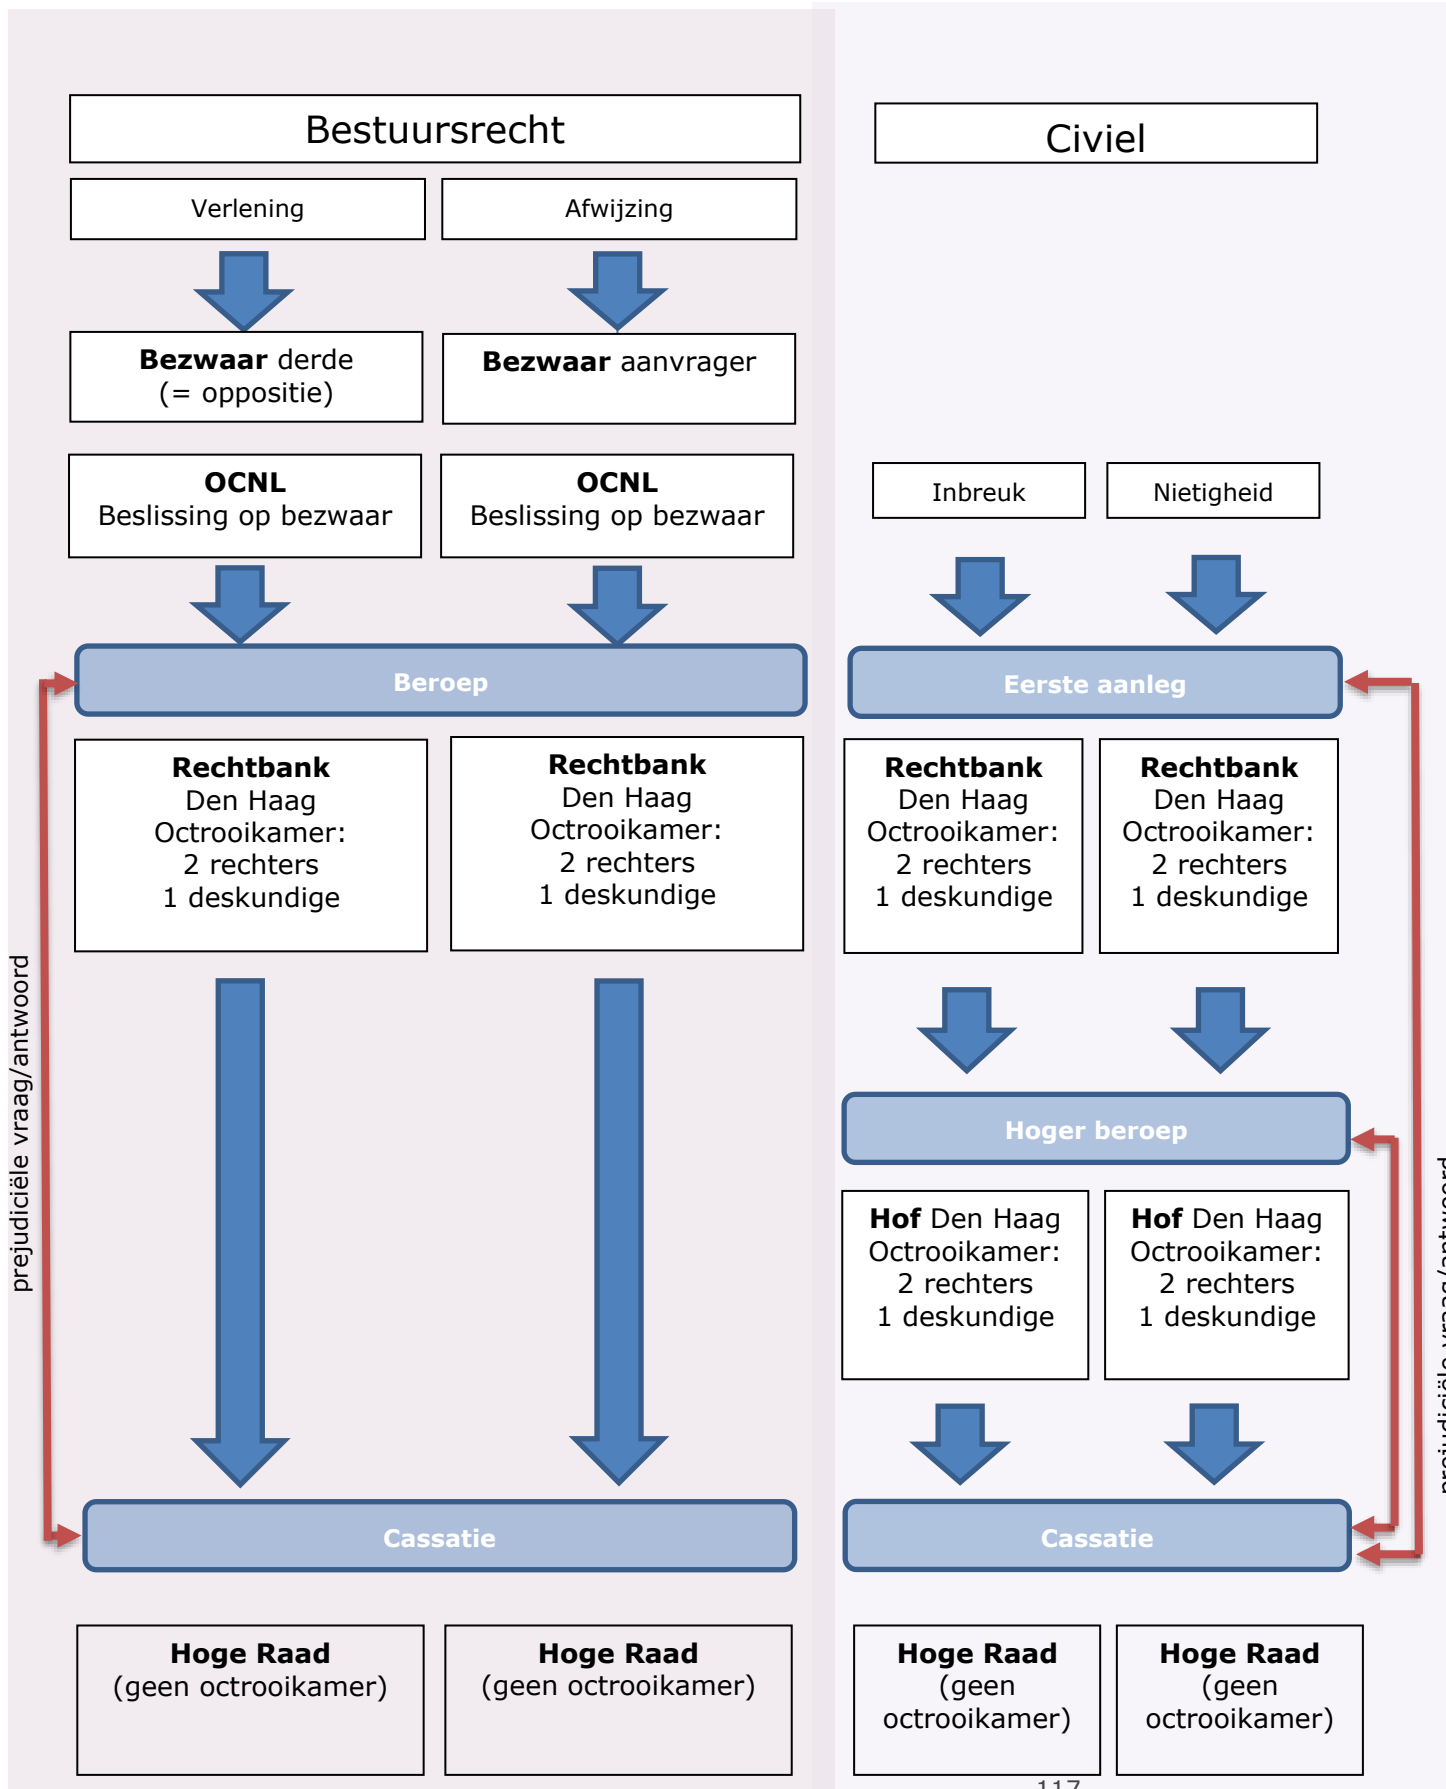 Bestuursrecht
Verlening
Afwijzing
Bezwaar derde
(= oppositie)
Bezwaar aanvrager
OCNL
Beslissing op bezwaar
OCNL
Beslissing op bezwaar
Beroep
Rechtbank
Den Haag
Octrooikamer:
2 rechters
1 deskundige
Rechtbank
Den Haag
Octrooikamer:
2 rechters
1 deskundige
prejudiciële vraag/antwoord
Cassatie
Hoge Raad
(geen octrooikamer)
Hoge Raad
(geen octrooikamer)
Civiel
Inbreuk
Nietigheid
Eerste aanleg
Rechtbank
Den Haag
Octrooikamer:
2 rechters
1 deskundige
Rechtbank
Den Haag
Octrooikamer:
2 rechters
1 deskundige
Hoger beroep
Hof Den Haag
Octrooikamer:
2 rechters
1 deskundige
Hof Den Haag
Octrooikamer:
2 rechters
1 deskundige
prejudiciële vraag/antwoord
Cassatie
Hoge Raad
(geen
octrooikamer)
Hoge Raad
(geen
octrooikamer)
117